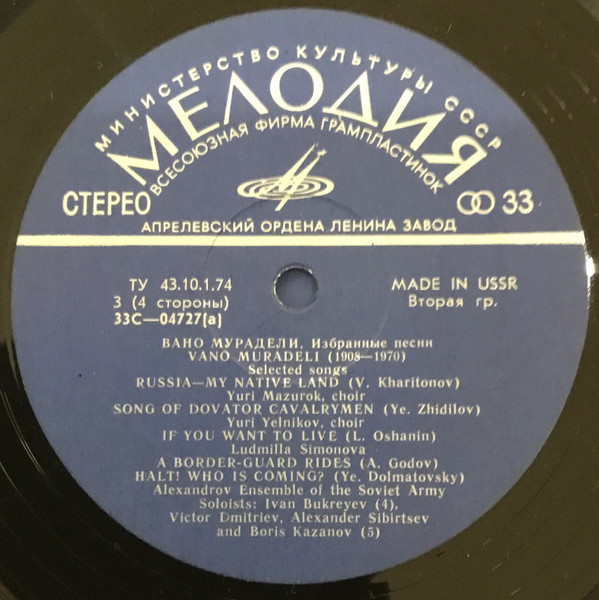 МИНИСТЕРСТВО КУЛЬТУРЫ СССР
МЕЛОДИЯ
ВСЕСОЮЗНАЯ ФИРМА ГРАМПЛАСТИНОК
СТЕРЕО
33
АПРЕЛЕВСКИЙ ОРДЕНА ЛЕНИНА ЗАВОД
ТУ 43.10.1.74
MADE IN USSR
3 (4 стороны)
Вторая гр.
33С—04727(а)
ВАНО МУРАДЕЛИ. Избранные песни
VANO MURADELI (1908—1970)
Selected songs
RUSSIA—MY NATIVE LAND (V. Kharitonov)
Yuri Mazurok, choir
SONG OF DOVATOR CAVALRYMEN (Ye. Zhidilov)
Yuri Yelnikov, choir
IF YOU WANT TO LIVE (L. Oshanin)
Ludmilla Simonova
A BORDER-GUARD RIDES (A. Godov)
HALT! WHO IS COMING? (Ye. Dolmatovsky)
Alexandrov Ensemble of the Soviet Army
Soloists: Ivan Bukreyev (4),
Victor Dmitriev, Alexander Sibirtsev
and Boris Kazanov (5)